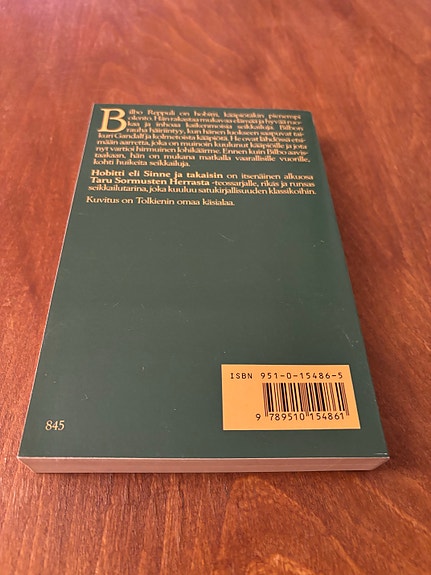 Bilbo Reppuli on hobitti, kääpiötäkin pienempi
olento. Hän rakastaa mukavaa elämää ja hyvää ruo-
kaa ja inhoaa kaikenmoisia seikkailuja. Bilbon
rauha häiriintyy, kun hänen luokseen saapuvat tai-
kuri Gandalf ja kolmetoista kääpiötä. He ovat lähdössä etsi-
mään aarretta, joka on muinoin kuulunut kääpiöille ja jota
nyt vartioi hirmuinen lohikäärme. Ennen kuin Bilbo aavis-
taakaan, hän on mukana matkalla vaarallisille vuorille,
kohti huikeita seikkailuja.
Hobitti eli Sinne ja takaisin on itsenäinen alkuosa
Taru Sormusten Herrasta -teossarjalle, rikas ja runsas
seikkailutarina, joka kuuluu satukirjallisuuden klassikoihin.
Kuvitus on Tolkienin omaa käsialaa.
ISBN 951-0-15486-5
9 789510 154861
845